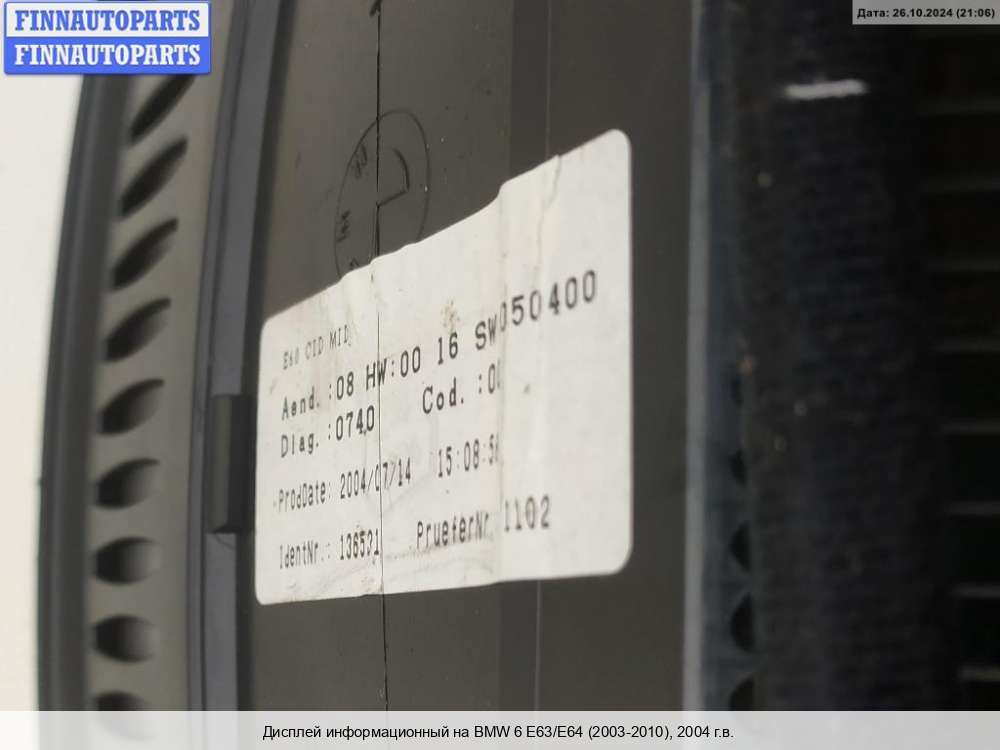 FINNAUTOPARTS
FINNAUTOPARTS
Дата: 26.10.2024 (21:06)
E60 CID MID
Aend.:08 HW:00 16 SW050400
Diag.:0740 Cod.:0
ProdDate: 2004/07/14 15:08:5
IdentNr.: 136531 PrueferNr 1102
Дисплей информационный на BMW 6 E63/E64 (2003-2010), 2004 г.в.